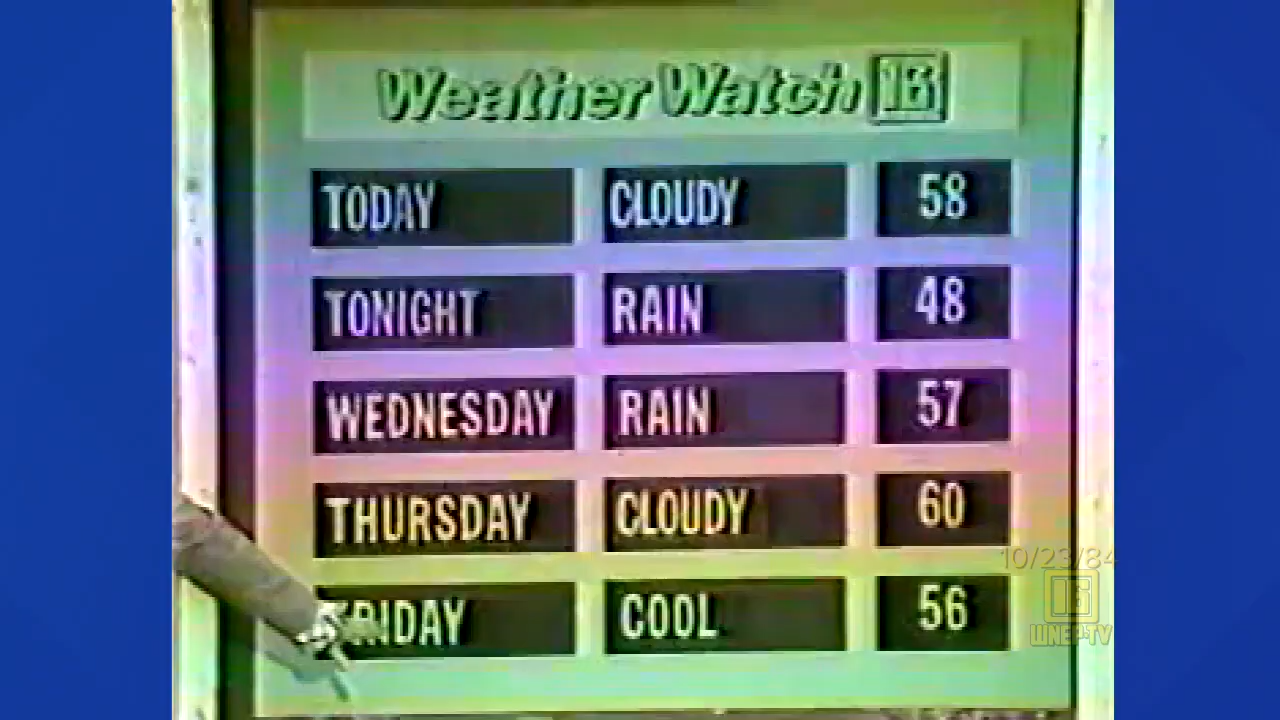 Weather Watch 16
TODAY CLOUDY 58
TONIGHT RAIN 48
WEDNESDAY RAIN 57
THURSDAY CLOUDY 60
FRIDAY COOL 56
10/23/84
16
WNEP-TV